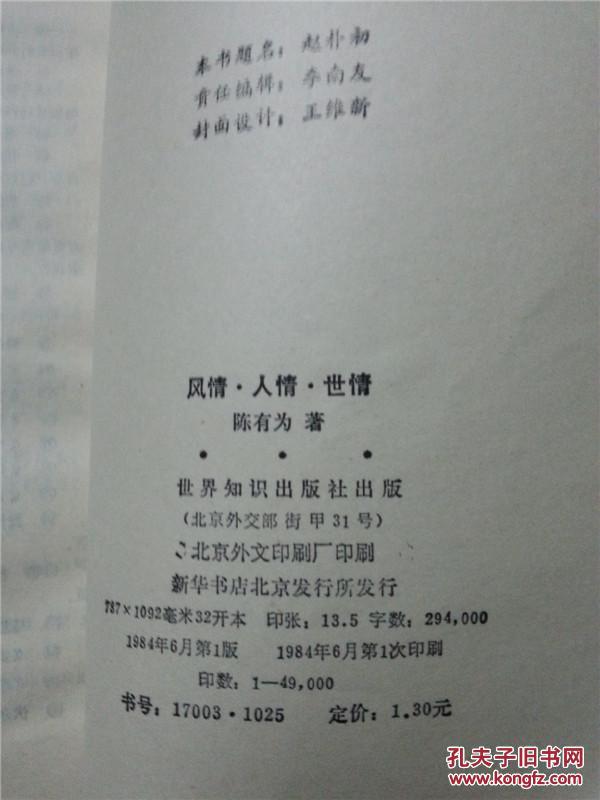 本书题名：赵朴初
责任编辑：李南友
封面设计：王维新
风情·人情·世情
陈有为 著
世界知识出版社出版
（北京外交部街甲31号）
北京外文印刷厂印刷
新华书店北京发行所发行
787×1092毫米32开本 印张：13.5 字数：294,000
1984年6月第1版 1984年6月第1次印刷
印数：1—49,000
书号：17003·1025 定价：1.30元
孔夫子旧书网
www.kongfz.com